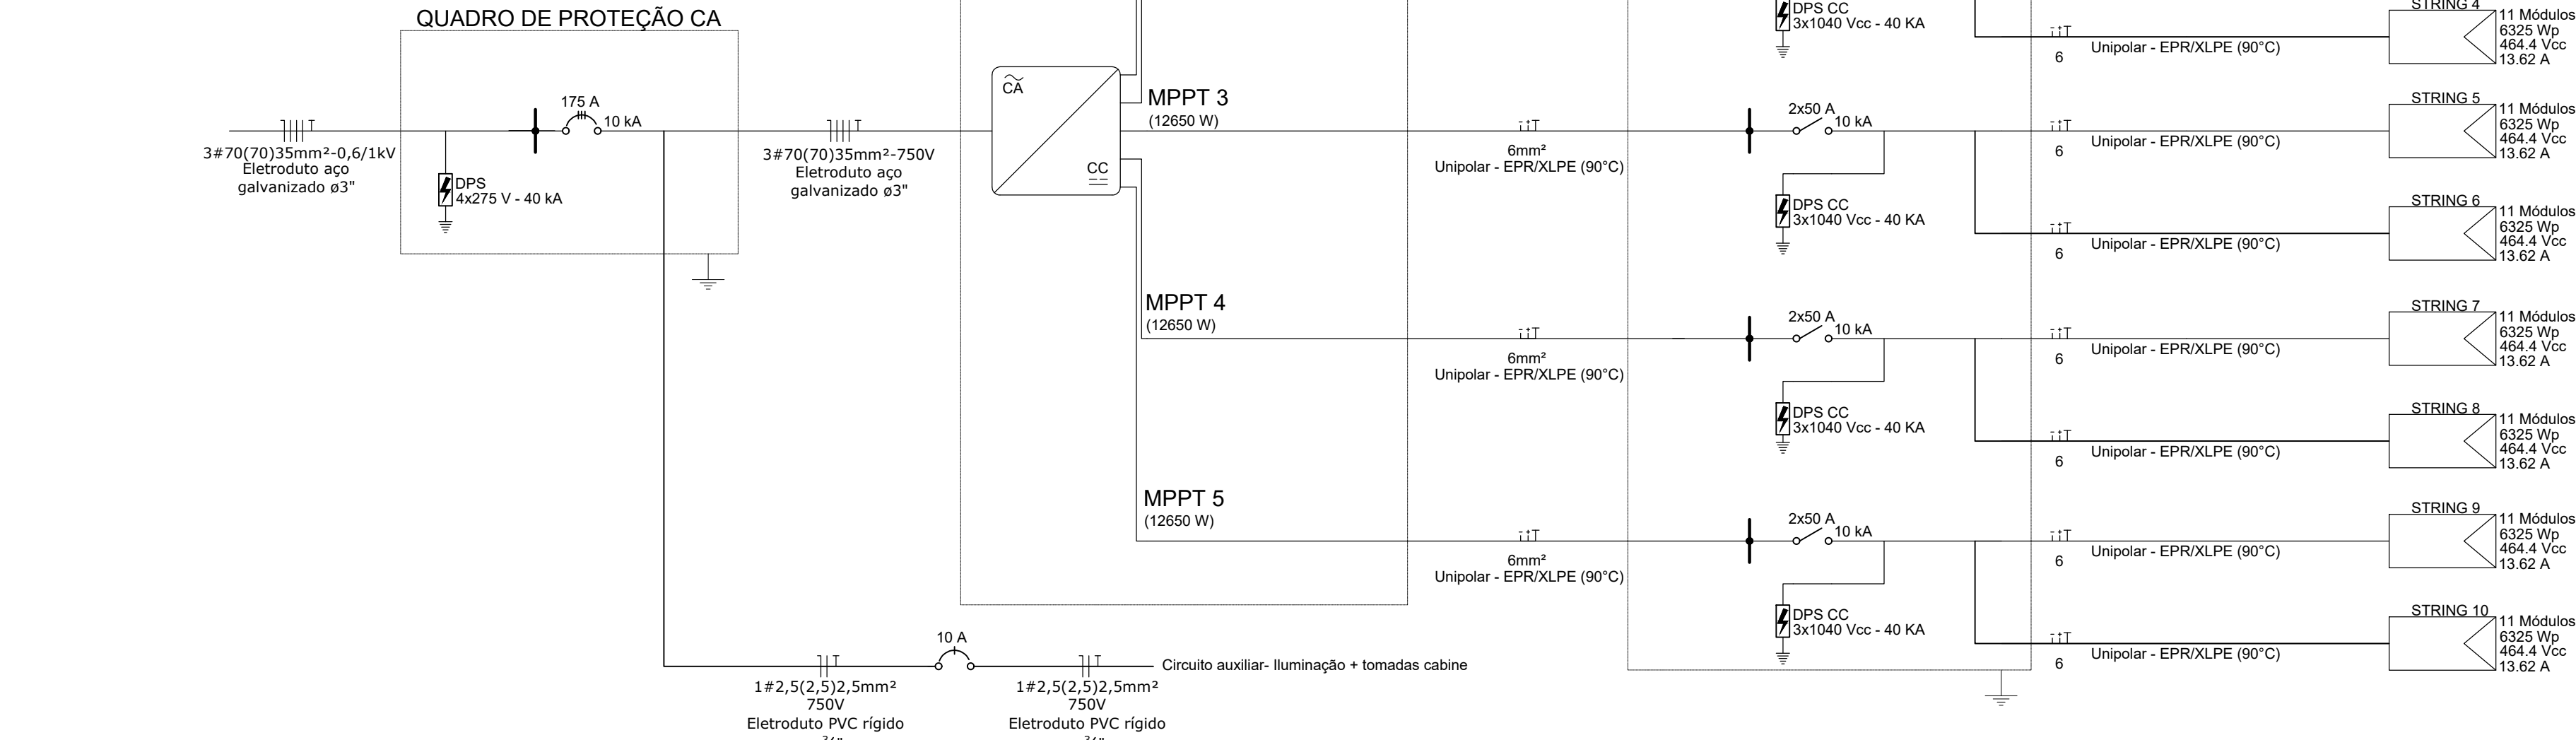 QUADRO DE PROTEÇÃO CA
175 A
10 kA
3#70(70)35mm²-0,6/1kV
Eletroduto aço
galvanizado ø3"
DPS
4x275 V - 40 kA
3#70(70)35mm²-750V
Eletroduto aço
galvanizado ø3"
CA
CC
MPPT 3
(12650 W)
6mm²
Unipolar - EPR/XLPE (90°C)
MPPT 4
(12650 W)
6mm²
Unipolar - EPR/XLPE (90°C)
MPPT 5
(12650 W)
6mm²
Unipolar - EPR/XLPE (90°C)
10 A
Circuito auxiliar- Iluminação + tomadas cabine
1#2,5(2,5)2,5mm²
750V
Eletroduto PVC rígido
1#2,5(2,5)2,5mm²
750V
Eletroduto PVC rígido
DPS CC
3x1040 Vcc - 40 KA
2x50 A
10 kA
DPS CC
3x1040 Vcc - 40 KA
2x50 A
10 kA
DPS CC
3x1040 Vcc - 40 KA
2x50 A
10 kA
DPS CC
3x1040 Vcc - 40 KA
6
Unipolar - EPR/XLPE (90°C)
STRING 4
11 Módulos
6325 Wp
464.4 Vcc
13.62 A
6
Unipolar - EPR/XLPE (90°C)
STRING 5
11 Módulos
6325 Wp
464.4 Vcc
13.62 A
6
Unipolar - EPR/XLPE (90°C)
STRING 6
11 Módulos
6325 Wp
464.4 Vcc
13.62 A
6
Unipolar - EPR/XLPE (90°C)
STRING 7
11 Módulos
6325 Wp
464.4 Vcc
13.62 A
6
Unipolar - EPR/XLPE (90°C)
STRING 8
11 Módulos
6325 Wp
464.4 Vcc
13.62 A
6
Unipolar - EPR/XLPE (90°C)
STRING 9
11 Módulos
6325 Wp
464.4 Vcc
13.62 A
6
Unipolar - EPR/XLPE (90°C)
STRING 10
11 Módulos
6325 Wp
464.4 Vcc
13.62 A